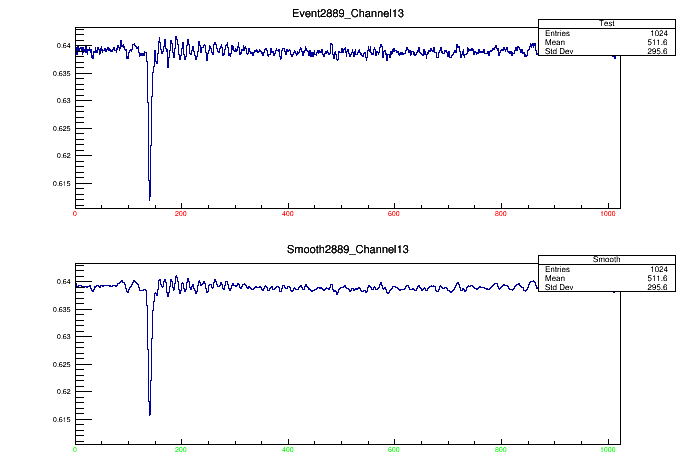 Event2889_Channel13
Test
Entries 1024
Mean 511.6
Std Dev 295.6
0.64
0.635
0.63
0.625
0.62
0.615
0 200 400 600 800 1000
Smooth2889_Channel13
Smooth
Entries 1024
Mean 511.6
Std Dev 295.6
0.64
0.635
0.63
0.625
0.62
0.615
0 200 400 600 800 1000